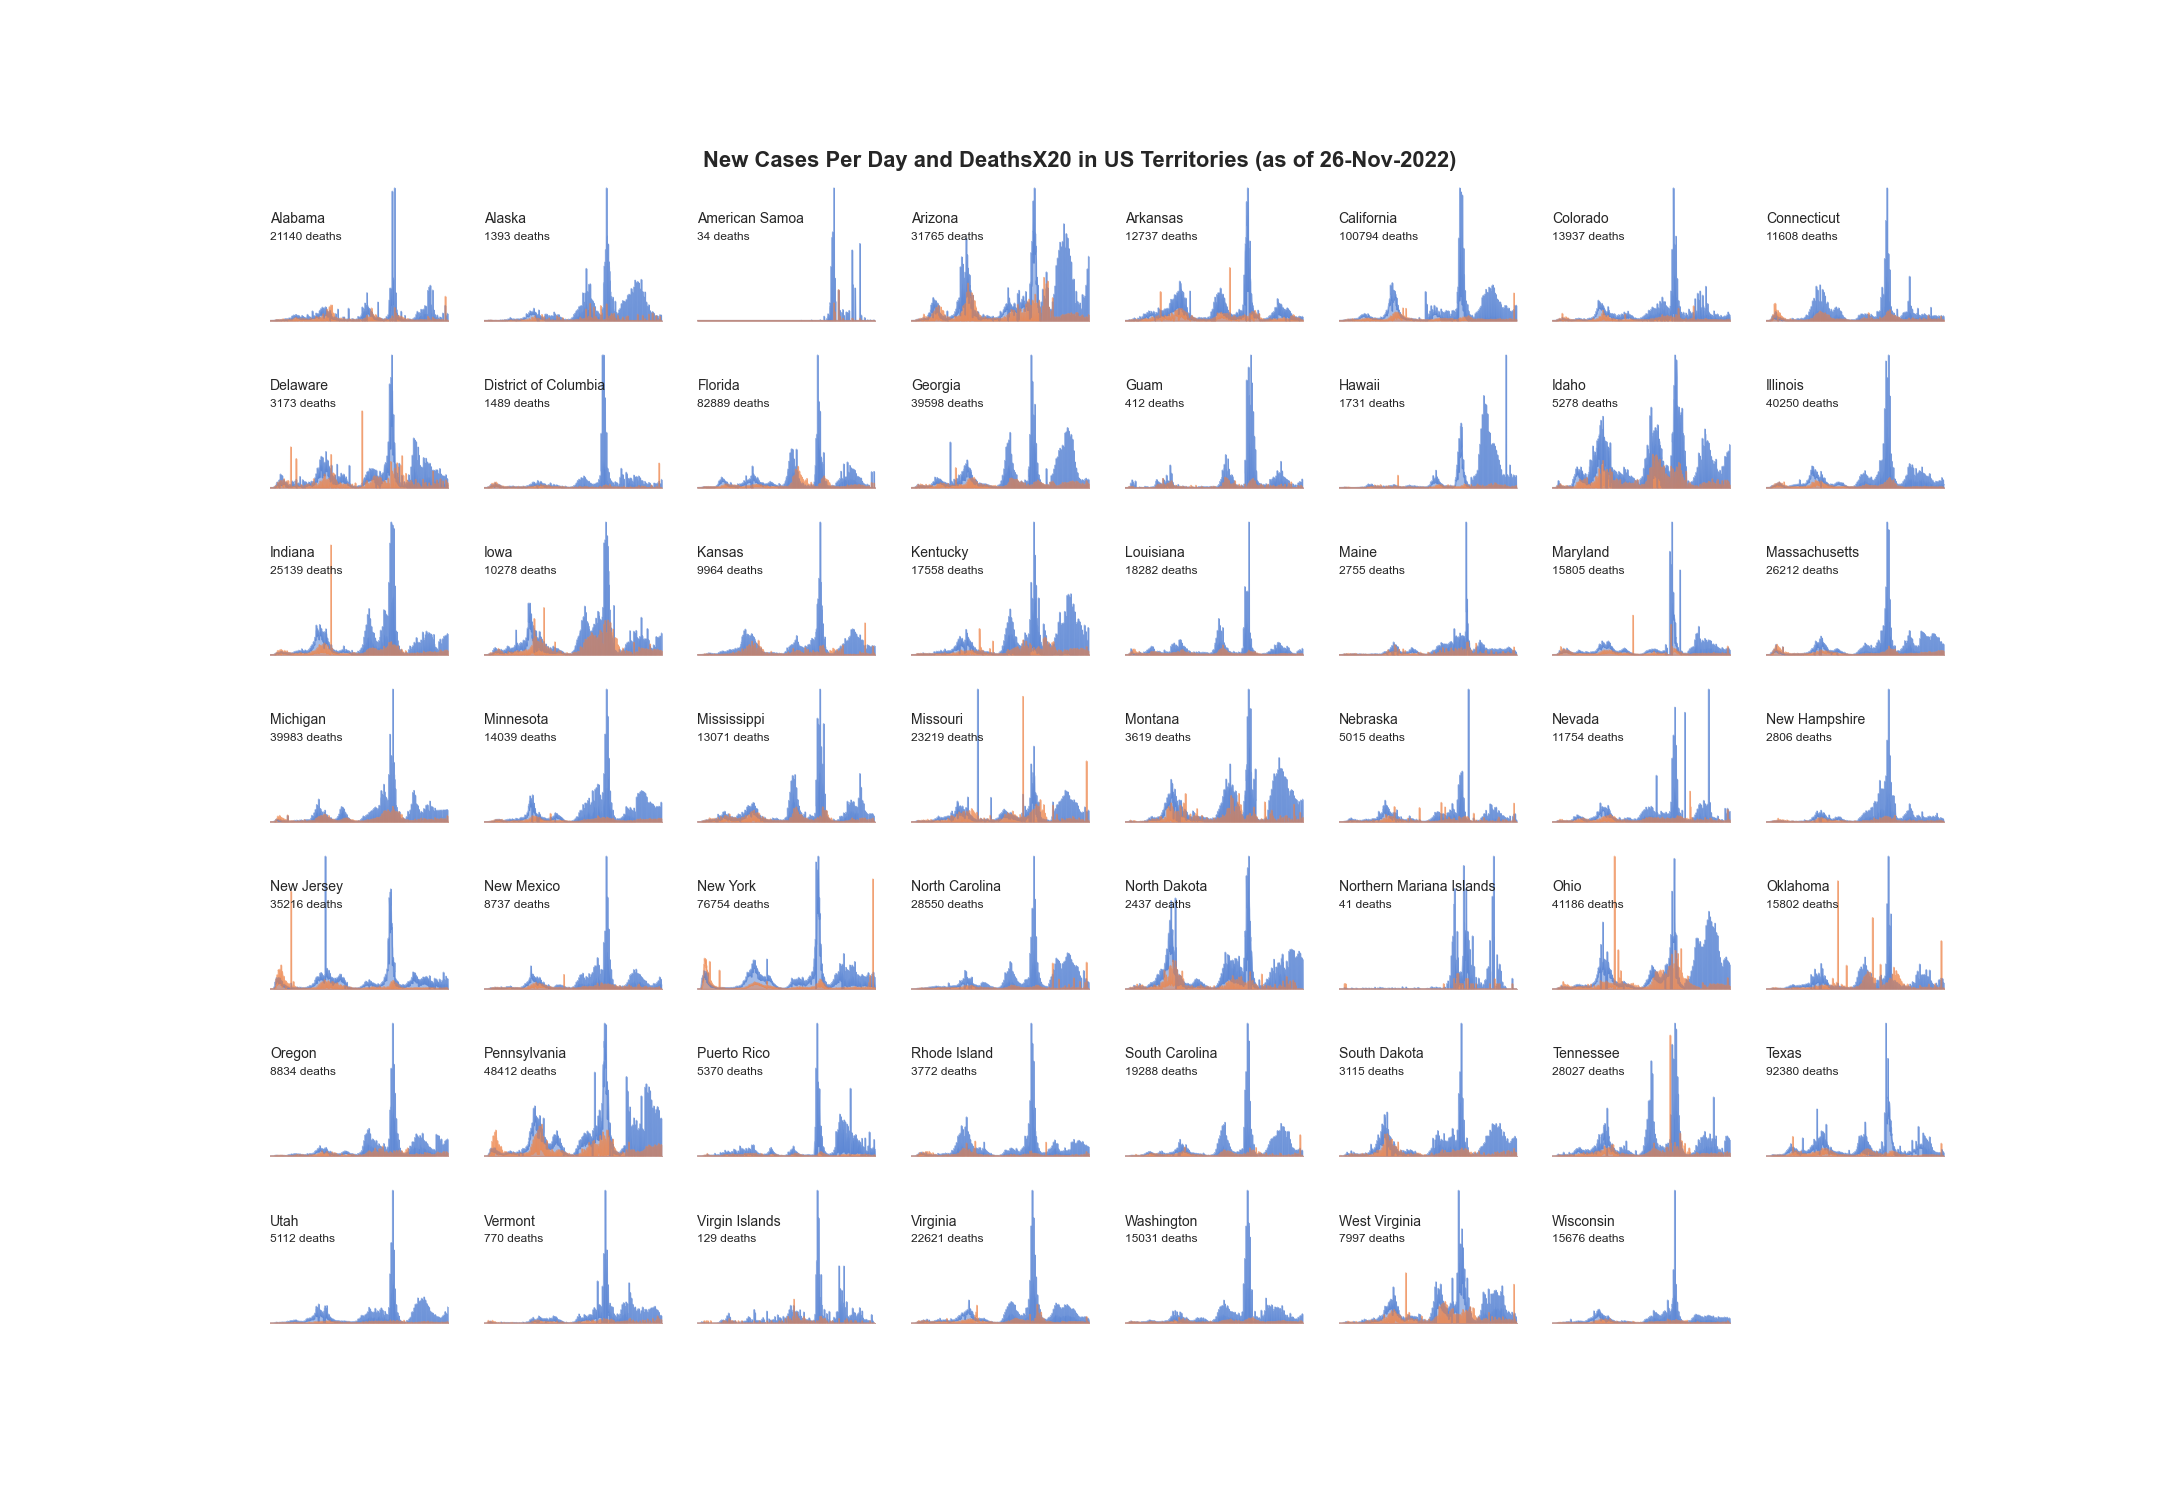 New Cases Per Day and DeathsX20 in US Territories (as of 26-Nov-2022)
Alabama
21140 deaths
Alaska
1393 deaths
American Samoa
34 deaths
Arizona
31765 deaths
Arkansas
12737 deaths
California
100794 deaths
Colorado
13937 deaths
Connecticut
11608 deaths
Delaware
3173 deaths
District of Columbia
1489 deaths
Florida
82889 deaths
Georgia
39598 deaths
Guam
412 deaths
Hawaii
1731 deaths
Idaho
5278 deaths
Illinois
40250 deaths
Indiana
25139 deaths
Iowa
10278 deaths
Kansas
9964 deaths
Kentucky
17558 deaths
Louisiana
18282 deaths
Maine
2755 deaths
Maryland
15805 deaths
Massachusetts
26212 deaths
Michigan
39983 deaths
Minnesota
14039 deaths
Mississippi
13071 deaths
Missouri
23219 deaths
Montana
3619 deaths
Nebraska
5015 deaths
Nevada
11754 deaths
New Hampshire
2806 deaths
New Jersey
35216 deaths
New Mexico
8737 deaths
New York
76754 deaths
North Carolina
28550 deaths
North Dakota
2437 deaths
Northern Mariana Islands
41 deaths
Ohio
41186 deaths
Oklahoma
15802 deaths
Oregon
8834 deaths
Pennsylvania
48412 deaths
Puerto Rico
5370 deaths
Rhode Island
3772 deaths
South Carolina
19288 deaths
South Dakota
3115 deaths
Tennessee
28027 deaths
Texas
92380 deaths
Utah
5112 deaths
Vermont
770 deaths
Virgin Islands
129 deaths
Virginia
22621 deaths
Washington
15031 deaths
West Virginia
7997 deaths
Wisconsin
15676 deaths